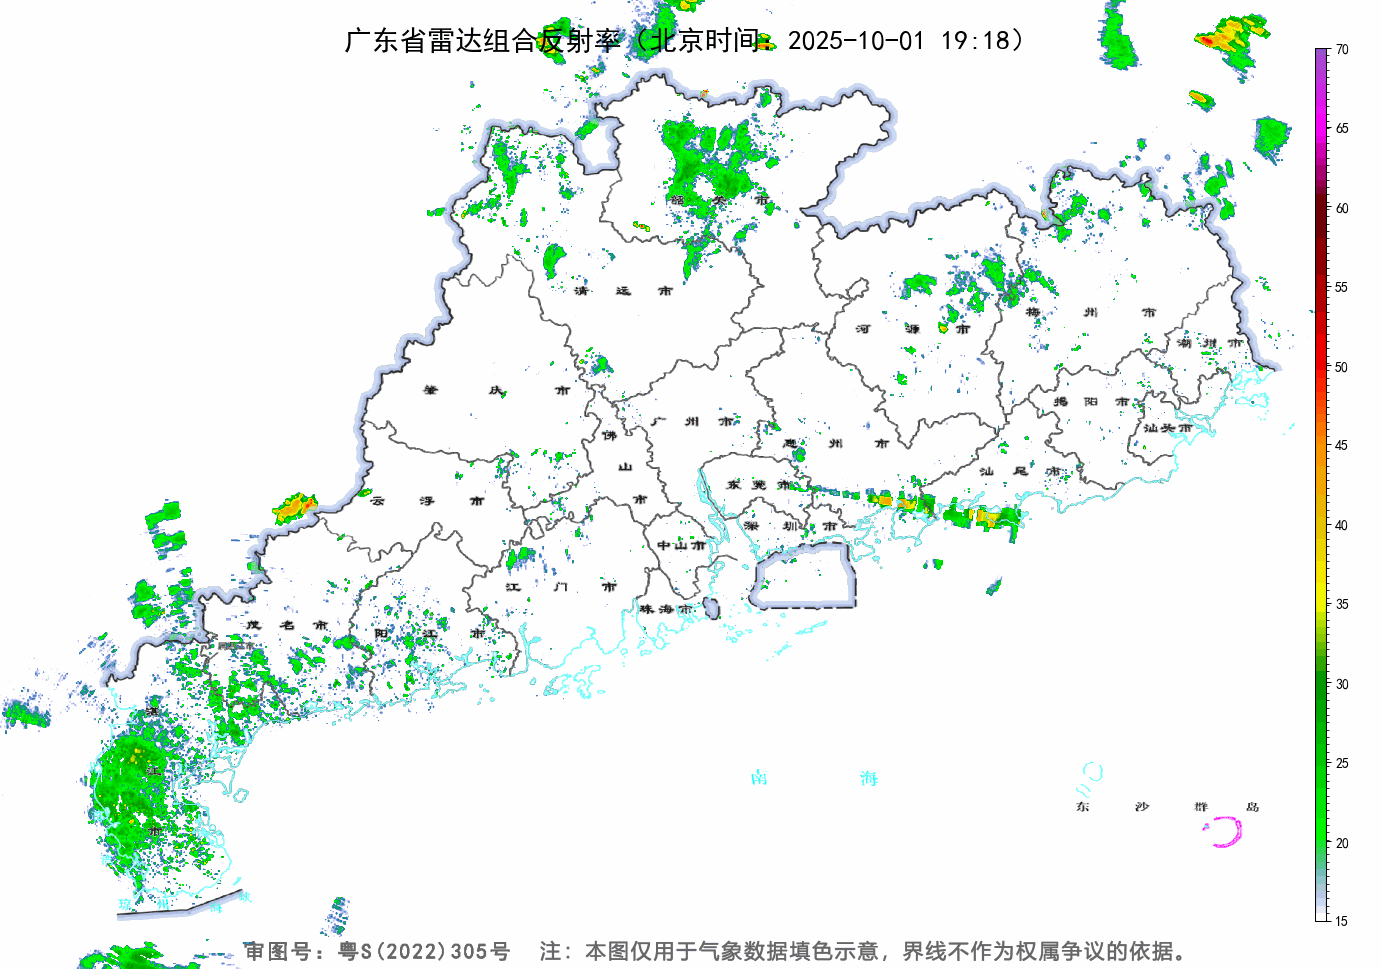 广东省雷达组合反射率（北京时间：2025-10-01 19:18）
70
65
60
55
50
45
40
35
30
25
20
15
韶关市
清远市
河源市
梅州市
潮州市
肇庆市
揭阳市
广州市
汕头市
佛山市
惠州市
汕尾市
东莞市
云浮市
深圳市
中山市
江门市
珠海市
茂名市
阳江市
湛江市
南海
东沙群岛
琼州海峡
审图号：粤S(2022)305号 注：本图仅用于气象数据填色示意，界线不作为权属争议的依据。